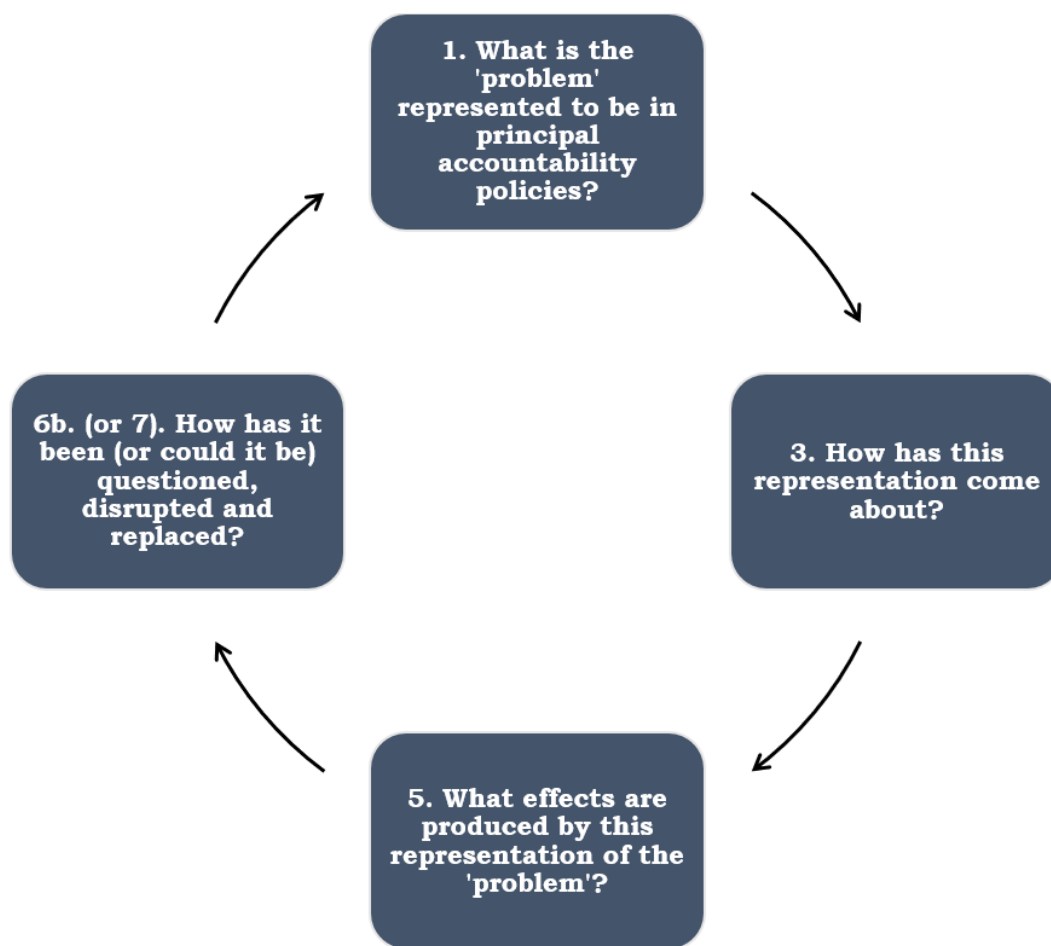 1. What is the
'problem'
represented to be in
principal
accountability
policies?
3. How has this
representation come
about?
5. What effects are
produced by this
representation of the
'problem'?
6b. (or 7). How has it
been (or could it be)
questioned,
disrupted and
replaced?